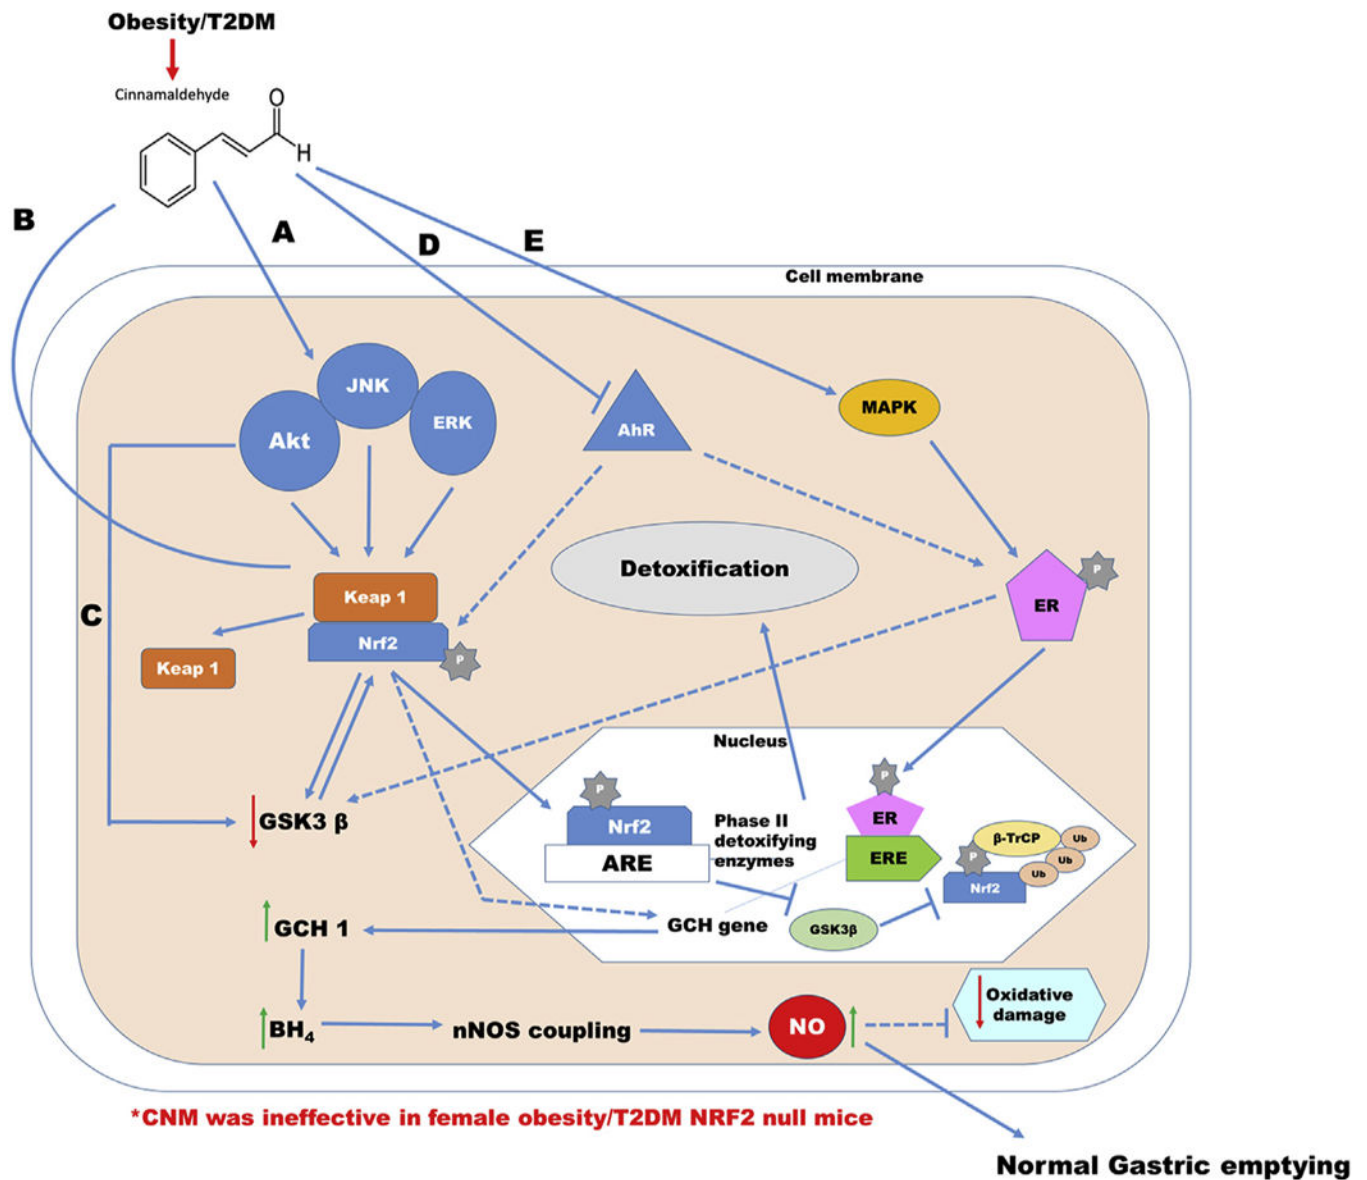 Obesity/T2DM
Cinnamaldehyde
O
H
B
A
D
E
Cell membrane
JNK
Akt
ERK
AhR
MAPK
Detoxification
C
Keap 1
Nrf2
P
Keap 1
ER
P
Nucleus
GSK3 β
P
Nrf2
ARE
Phase II
detoxifying
enzymes
P
ER
ERE
β-TrCP
Ub
Ub
Ub
P
Nrf2
GCH 1
GCH gene
GSK3β
BH4
nNOS coupling
NO
Oxidative
damage
*CNM was ineffective in female obesity/T2DM NRF2 null mice
Normal Gastric emptying